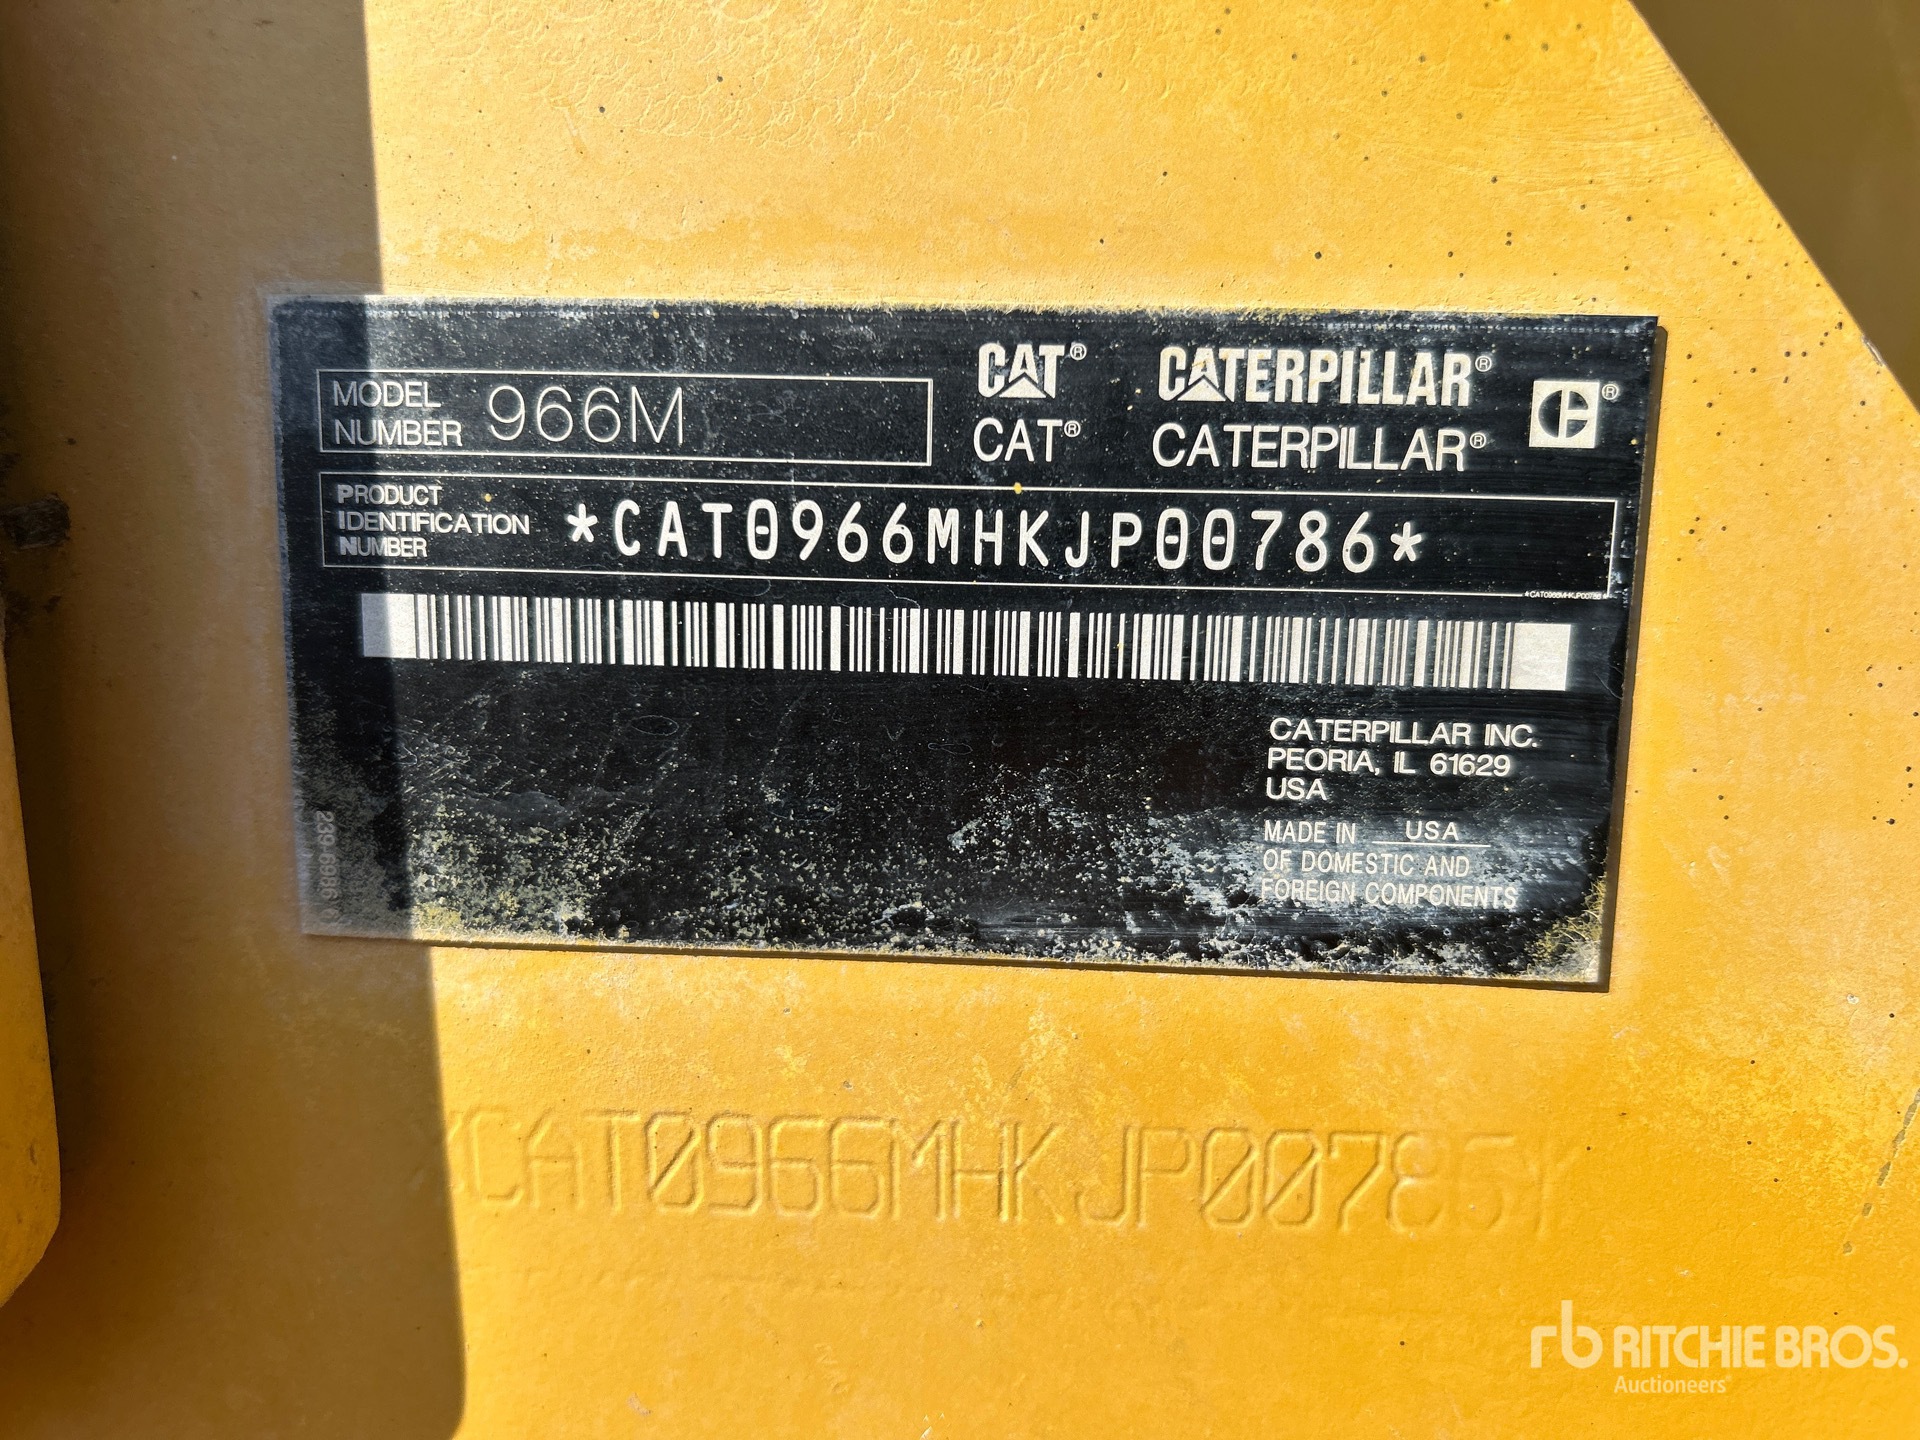 MODEL
NUMBER 966M
CAT® CATERPILLAR®
CAT® CATERPILLAR® ®
PRODUCT
IDENTIFICATION
NUMBER
*CAT0966MHKJP00786*
*CAT0966MHKJP00786*
CATERPILLAR INC.
PEORIA, IL 61629
USA
MADE IN USA
OF DOMESTIC AND
FOREIGN COMPONENTS
*CAT0966MHKJP00786*
rb RITCHIE BROS.
Auctioneers